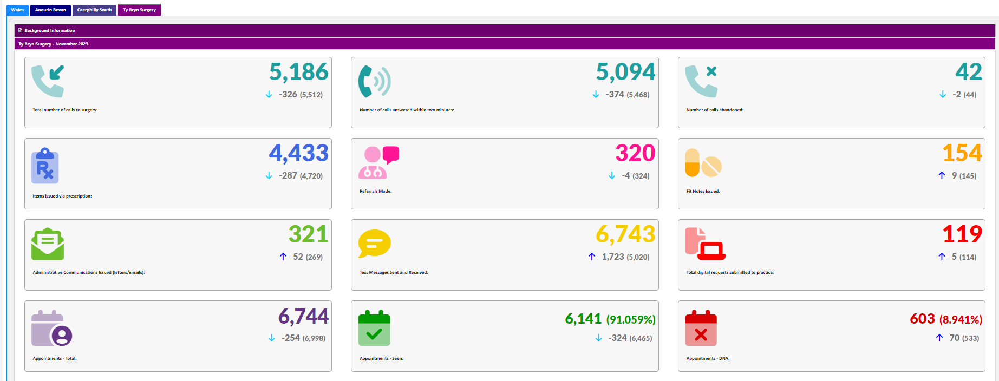 Wales
Aneurin Bevan
Caerphilly South
Ty Bryn Surgery
Background Information
Ty Bryn Surgery - November 2023
5,186
-326 (5,512)
Total number of calls to surgery:
5,094
-374 (5,468)
Number of calls answered within two minutes:
42
-2 (44)
Number of calls abandoned:
4,433
-287 (4,720)
Items issued via prescription:
320
-4 (324)
Referrals Made:
154
9 (145)
Fit Notes Issued:
321
52 (269)
Administrative Communications Issued (letters/emails):
6,743
1,723 (5,020)
Text Messages Sent and Received:
119
5 (114)
Total digital requests submitted to practice:
6,744
-254 (6,998)
Appointments - Total:
6,141 (91.059%)
-324 (6,465)
Appointments - Seen:
603 (8.941%)
70 (533)
Appointments - DNA: